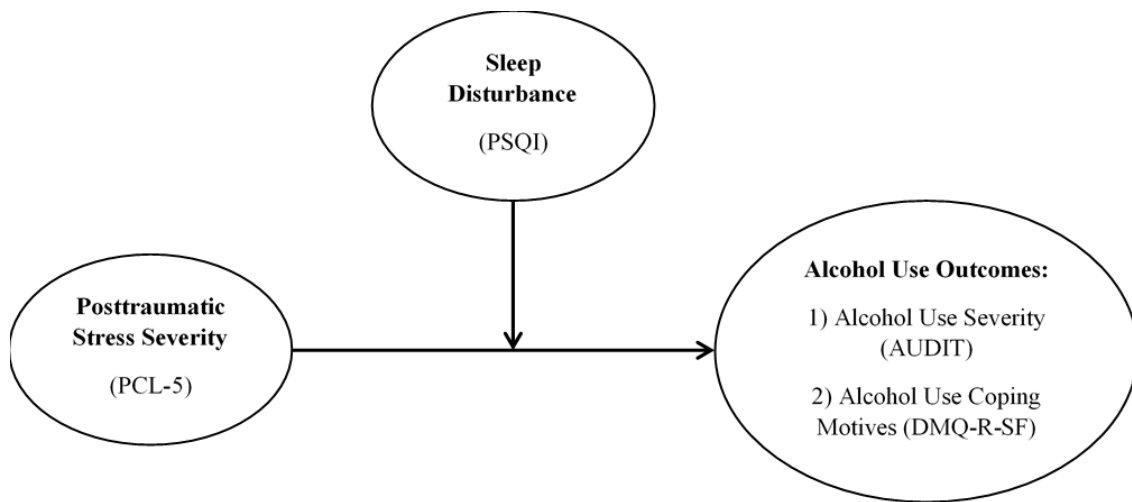 Sleep
Disturbance
(PSQI)
Posttraumatic
Stress Severity
(PCL-5)
Alcohol Use Outcomes:
1) Alcohol Use Severity
(AUDIT)
2) Alcohol Use Coping
Motives (DMQ-R-SF)